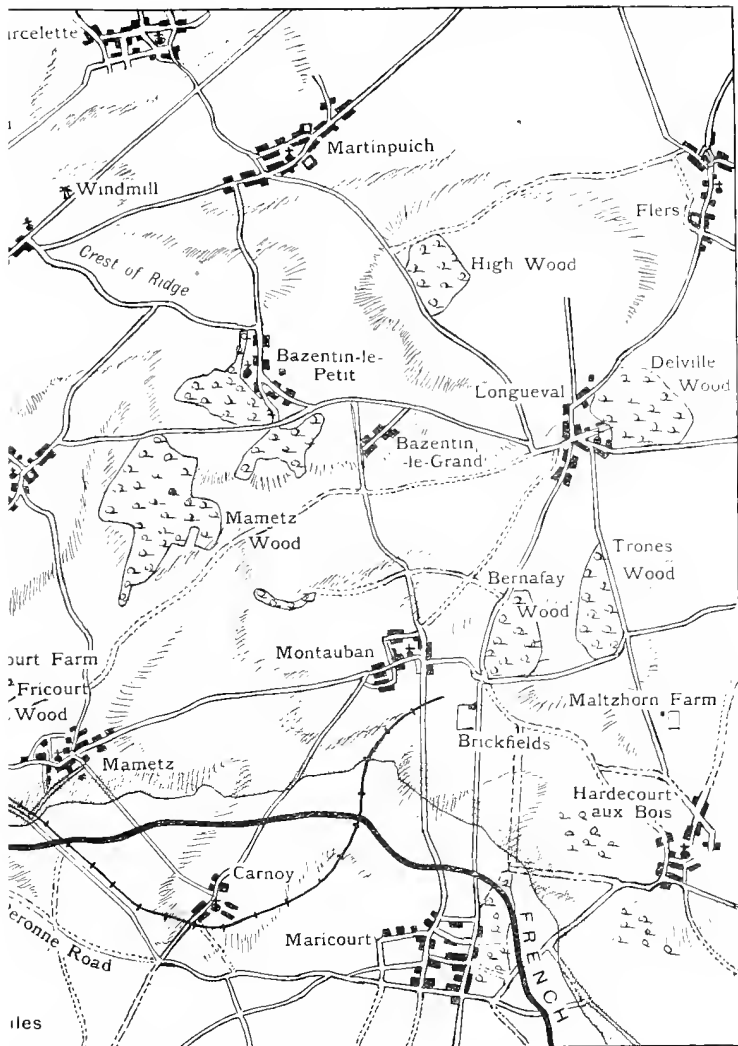 rcelette
Martinpuich
Windmill
Flers
Crest of Ridge
High Wood
Bazentin-le-
Petit
Delville
Wood
Longueval
Bazentin
-le-Grand
Mametz
Wood
Trones
Wood
Bernafay
Wood
Montauban
ourt Farm
Fricourt
Wood
Maltzhorn Farm
Brickfields
Mametz
Hardecourt
aux Bois
Carnoy
Maricourt
FRENCH
eronne Road
iles